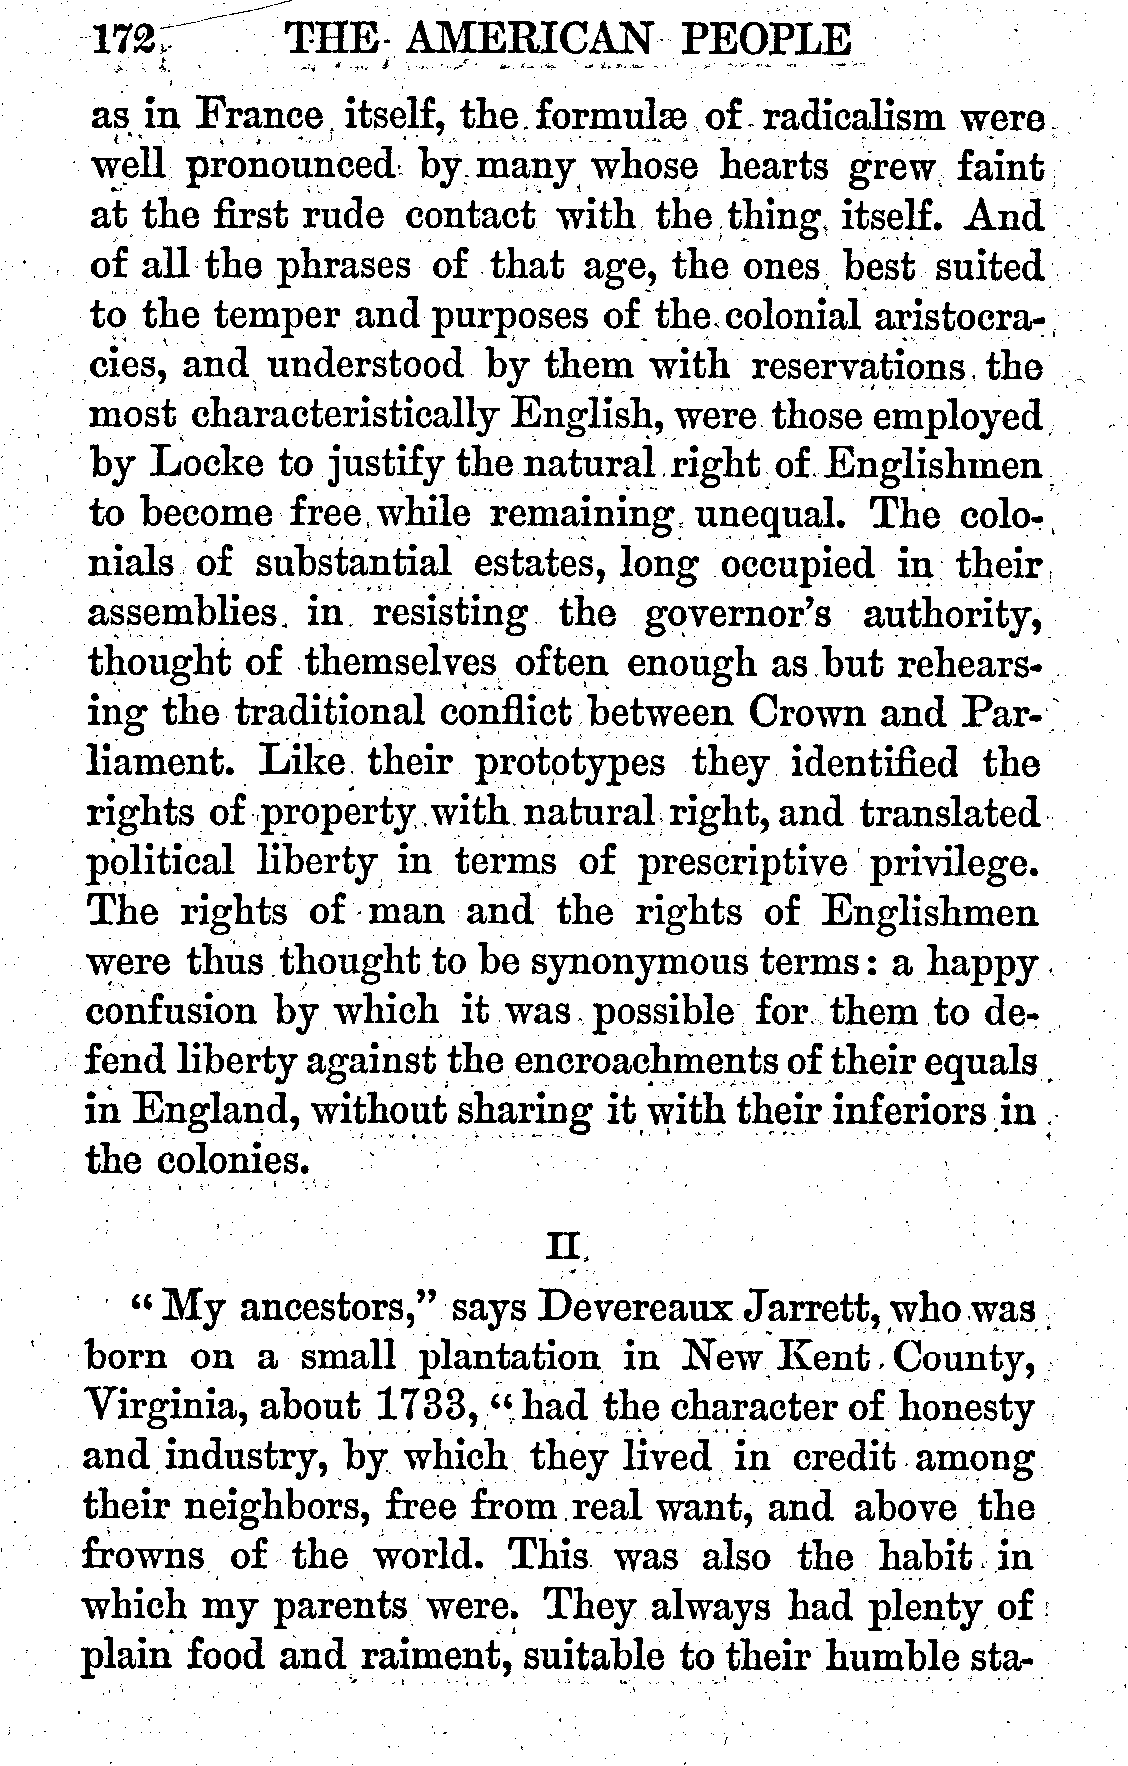 172 THE AMERICAN PEOPLE
as in France itself, the formulæ of radicalism were
well pronounced by many whose hearts grew faint
at the first rude contact with the thing itself. And
of all the phrases of that age, the ones best suited
to the temper and purposes of the colonial aristocra-
cies, and understood by them with reservations the
most characteristically English, were those employed
by Locke to justify the natural right of Englishmen
to become free while remaining unequal. The colo-
nials of substantial estates, long occupied in their
assemblies in resisting the governor's authority,
thought of themselves often enough as but rehears-
ing the traditional conflict between Crown and Par-
liament. Like their prototypes they identified the
rights of property with natural right, and translated
political liberty in terms of prescriptive privilege.
The rights of man and the rights of Englishmen
were thus thought to be synonymous terms: a happy
confusion by which it was possible for them to de-
fend liberty against the encroachments of their equals
in England, without sharing it with their inferiors in
the colonies.
II
“My ancestors,” says Devereaux Jarrett, who was
born on a small plantation in New Kent County,
Virginia, about 1733, “had the character of honesty
and industry, by which they lived in credit among
their neighbors, free from real want, and above the
frowns of the world. This was also the habit in
which my parents were. They always had plenty of
plain food and raiment, suitable to their humble sta-